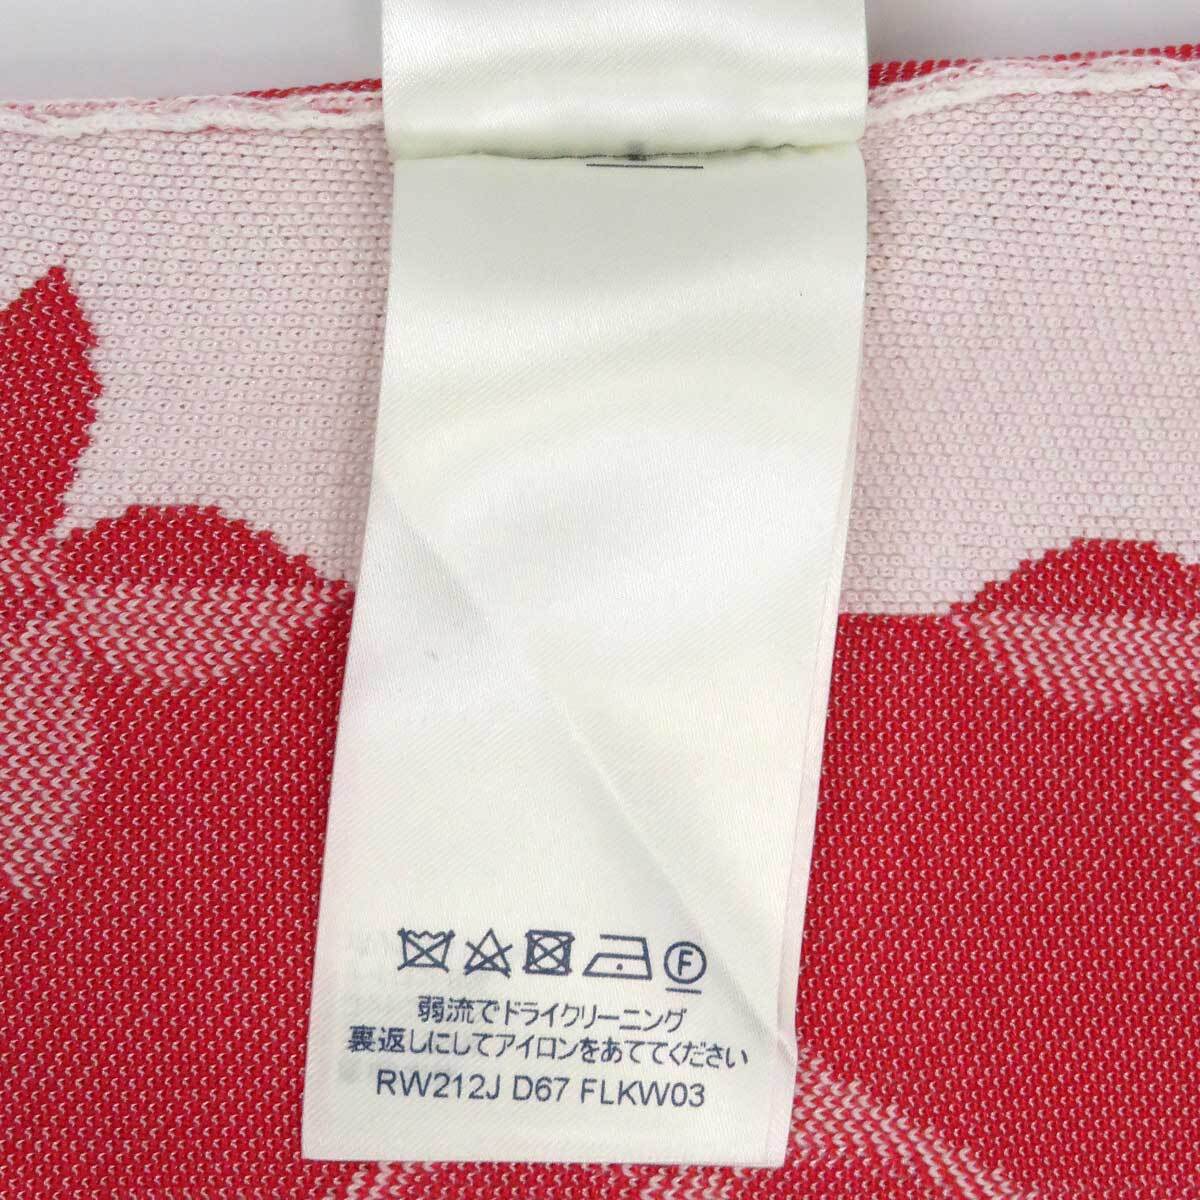 F
弱流でドライクリーニング
裏返しにしてアイロンをあててください
RW212J D67 FLKW03